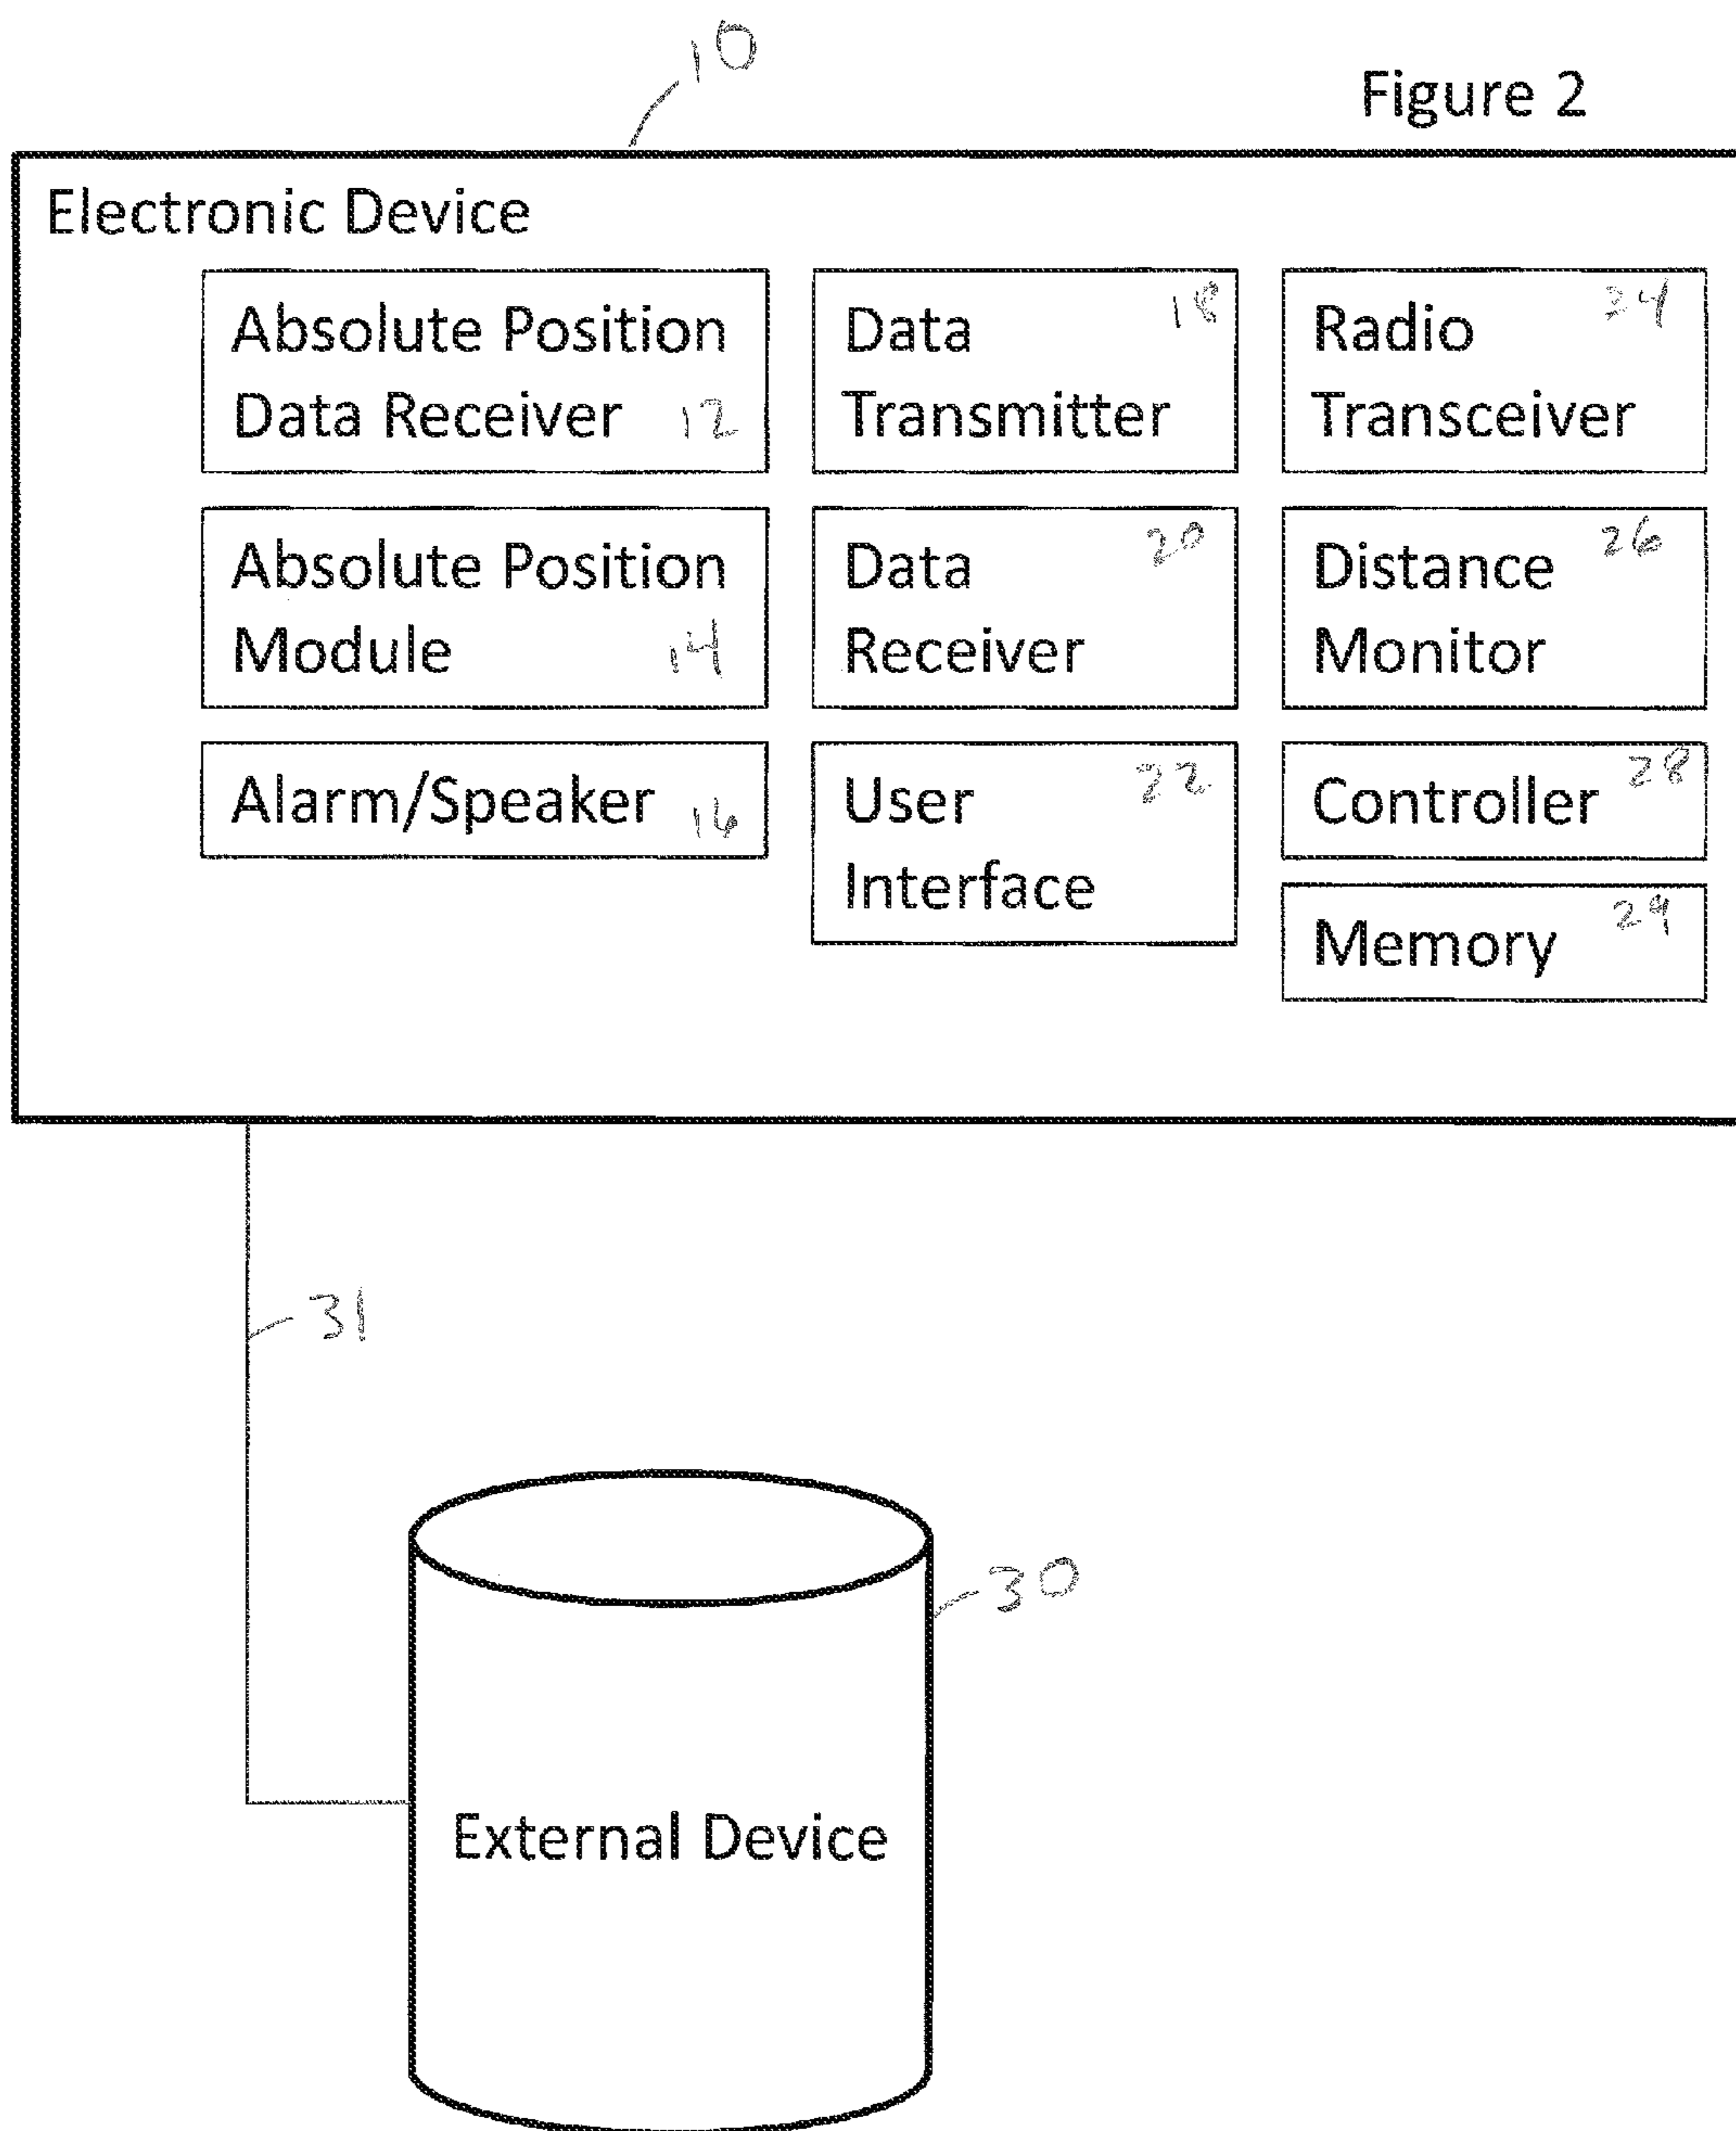 10
Figure 2
Electronic Device
Absolute Position
Data Receiver 12
Absolute Position
Module 14
Alarm/Speaker 16
Data 18
Transmitter
Data 20
Receiver
User 22
Interface
Radio 24
Transceiver
Distance 26
Monitor
Controller 28
Memory 29
31
30
External Device